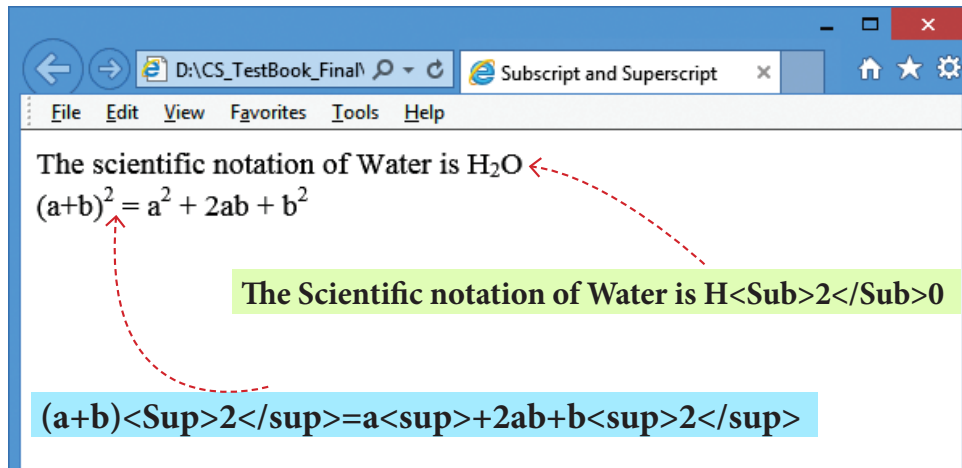 D:\CS_TestBook_Final\
Subscript and Superscript
File Edit View Favorites Tools Help
The scientific notation of Water is H₂O
(a+b)² = a² + 2ab + b²
The Scientific notation of Water is H<Sub>2</Sub>0
(a+b)<Sup>2</sup>=a<sup>+2ab+b<sup>2</sup>